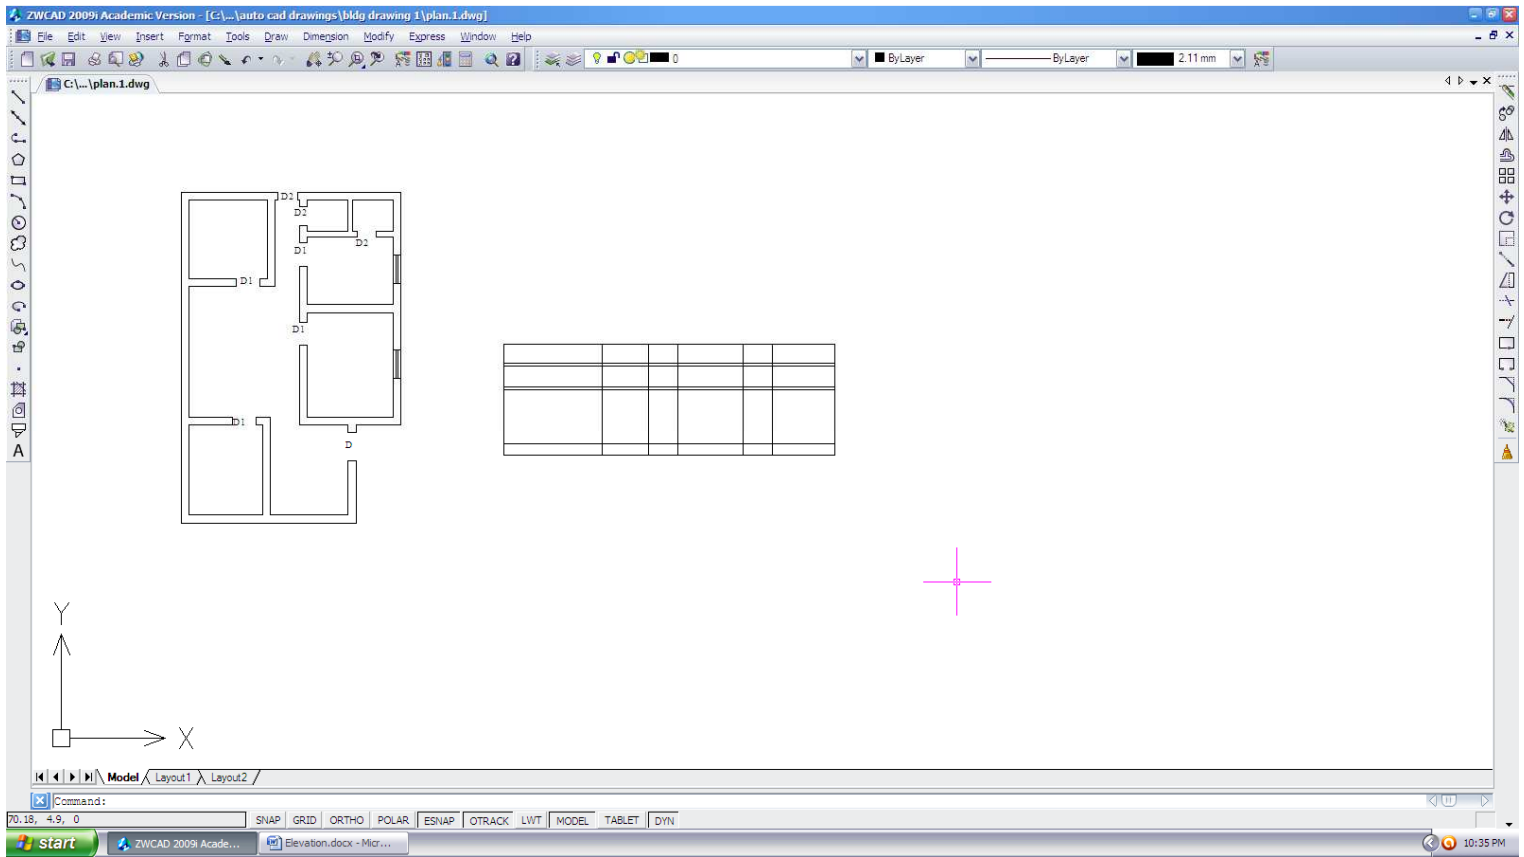 ZWCAD 2009i Academic Version - [C:\...\auto cad drawings\bldg drawing 1\plan.1.dwg]
File Edit View Insert Format Tools Draw Dimension Modify Express Window Help
0 ByLayer ByLayer 2.11 mm
C:\...\plan.1.dwg
D2
D2
D2
D1
D1
D1
D1
D
Y
X
A
Model Layout1 Layout2
Command:
70.18, 4.9, 0 SNAP GRID ORTHO POLAR ESNAP OTRACK LWT MODEL TABLET DYN
start ZWCAD 2009i Acade... Elevation.docx - Micr... 10:35 PM